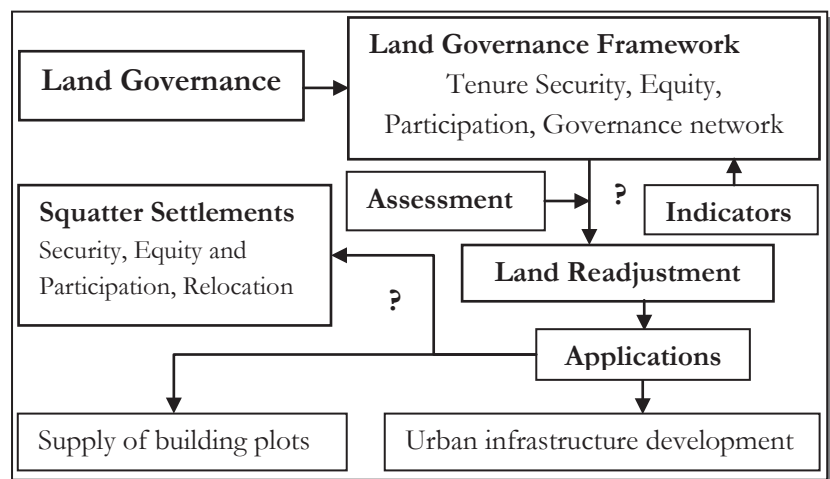 Land Governance
Land Governance Framework
Tenure Security, Equity,
Participation, Governance network
Squatter Settlements
Security, Equity and
Participation, Relocation
Assessment
?
Indicators
Land Readjustment
?
Applications
Supply of building plots
Urban infrastructure development